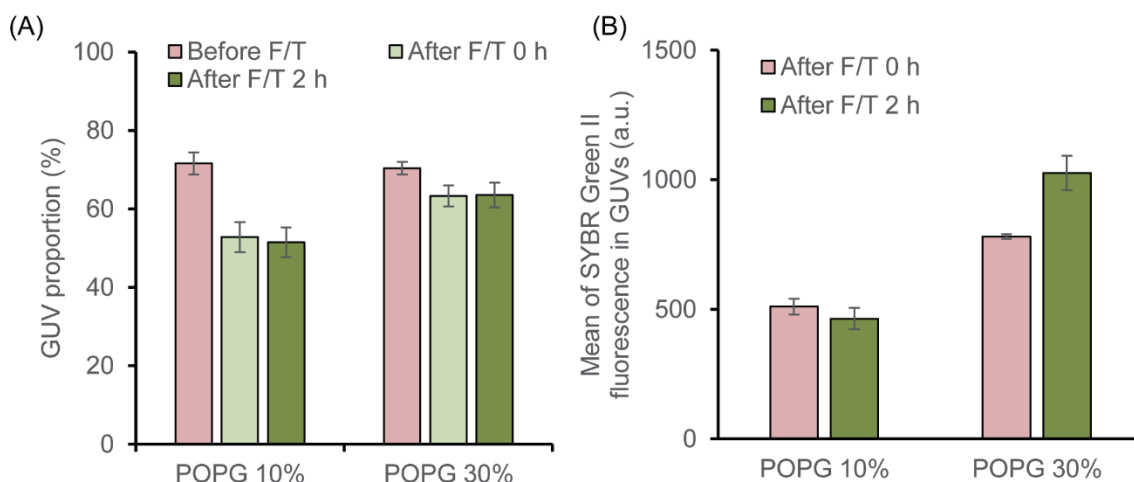 (A)
GUV proportion (%)
100
80
60
40
20
0
Before F/T
After F/T 0 h
After F/T 2 h
POPG 10%
POPG 30%
(B)
Mean of SYBR Green II
fluorescence in GUVs (a.u.)
1500
1000
500
0
After F/T 0 h
After F/T 2 h
POPG 10%
POPG 30%